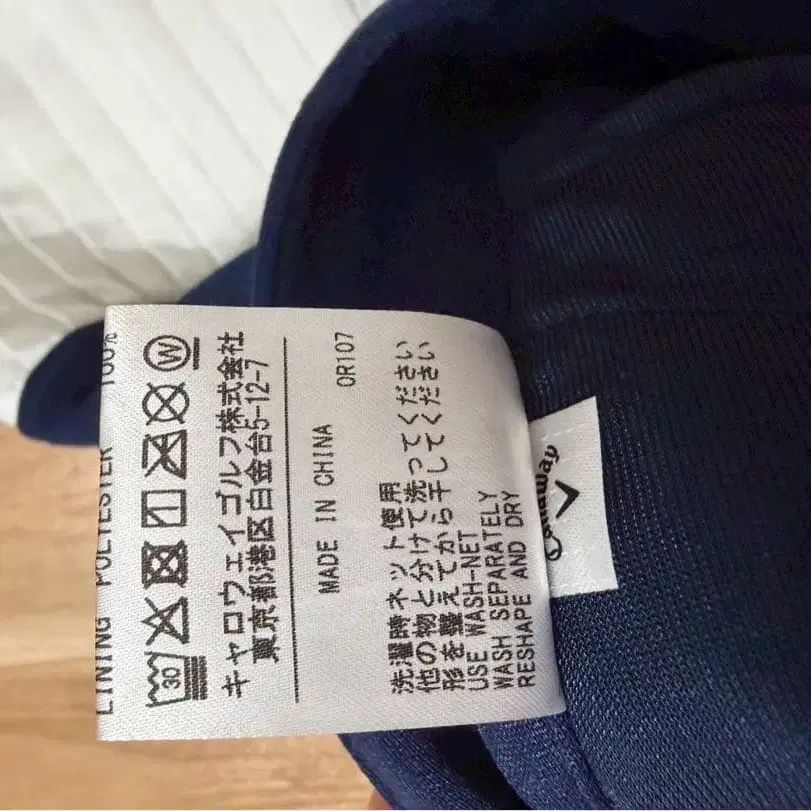 LINING POLYESTER 100%
30
W
キャロウェイゴルフ株式会社
東京都港区白金台5-12-7
OR107
MADE IN CHINA
洗濯時ネット使用
他の物と分けて洗ってください
形を整えてから干してください
USE WASH-NET
WASH SEPARATELY
RESHAPE AND DRY
Callaway